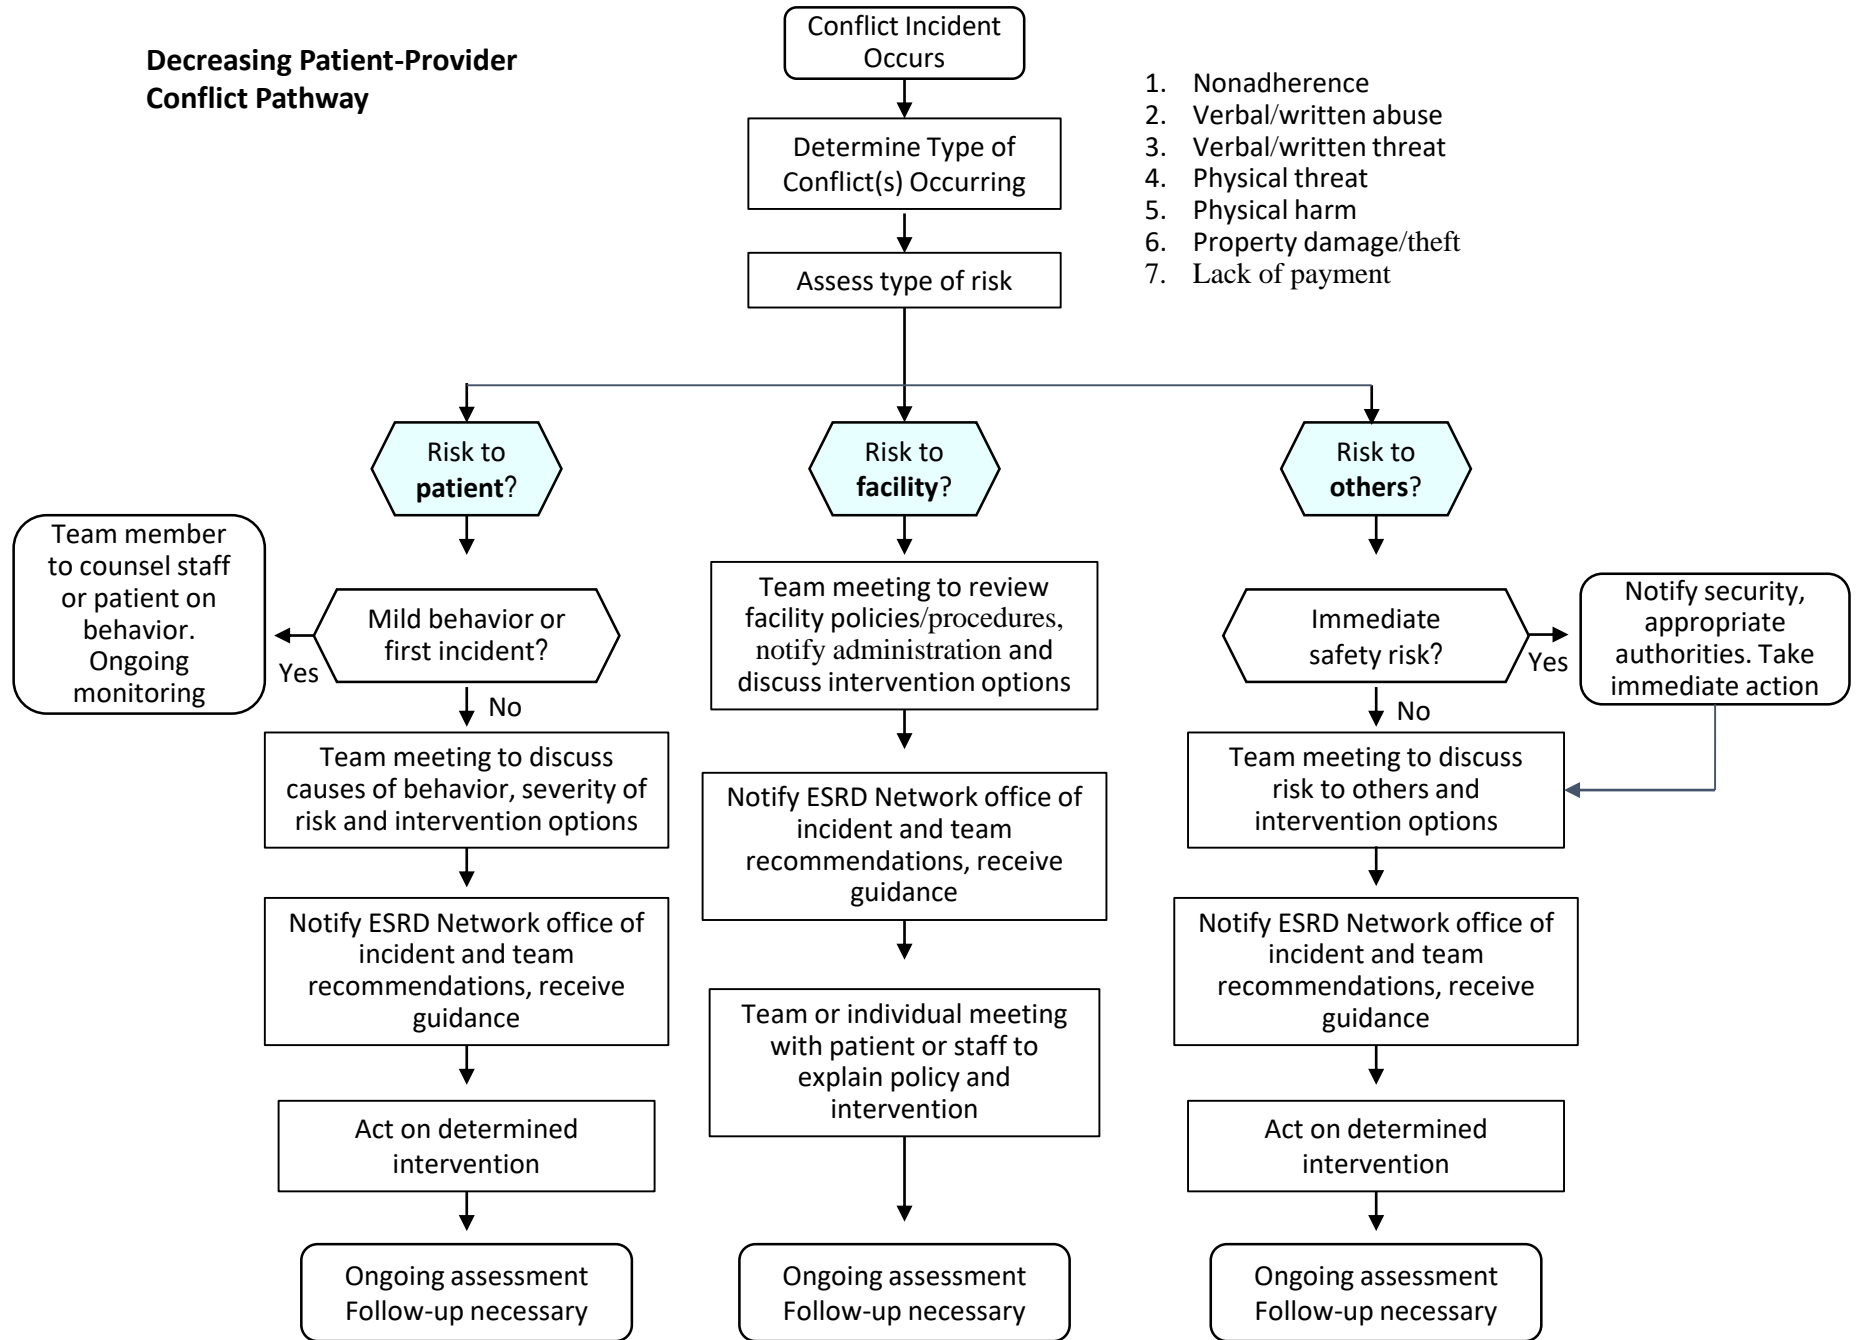 Decreasing Patient-Provider
Conflict Pathway
Conflict Incident
Occurs
Determine Type of
Conflict(s) Occurring
Assess type of risk
1. Nonadherence
2. Verbal/written abuse
3. Verbal/written threat
4. Physical threat
5. Physical harm
6. Property damage/theft
7. Lack of payment
Risk to
patient?
Mild behavior or
first incident?
Yes
Team member
to counsel staff
or patient on
behavior.
Ongoing
monitoring
No
Team meeting to discuss
causes of behavior, severity of
risk and intervention options
Notify ESRD Network office of
incident and team
recommendations, receive
guidance
Act on determined
intervention
Ongoing assessment
Follow-up necessary
Risk to
facility?
Team meeting to review
facility policies/procedures,
notify administration and
discuss intervention options
Notify ESRD Network office of
incident and team
recommendations, receive
guidance
Team or individual meeting
with patient or staff to
explain policy and
intervention
Ongoing assessment
Follow-up necessary
Risk to
others?
Immediate
safety risk?
Yes
Notify security,
appropriate
authorities. Take
immediate action
No
Team meeting to discuss
risk to others and
intervention options
Notify ESRD Network office of
incident and team
recommendations, receive
guidance
Act on determined
intervention
Ongoing assessment
Follow-up necessary